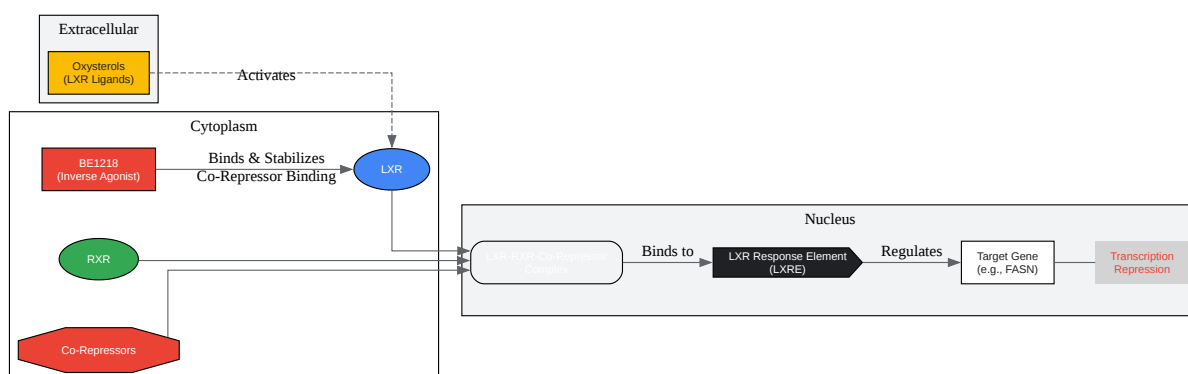 Extracellular
Oxysterols
(LXR Ligands)
Activates
Cytoplasm
BE1218
(Inverse Agonist)
Binds & Stabilizes
Co-Repressor Binding
LXR
RXR
Co-Repressors
Nucleus
LXR-RXR-Co-Repressor
Complex
Binds to
LXR Response Element
(LXRE)
Regulates
Target Gene
(e.g., FASN)
Transcription
Repression